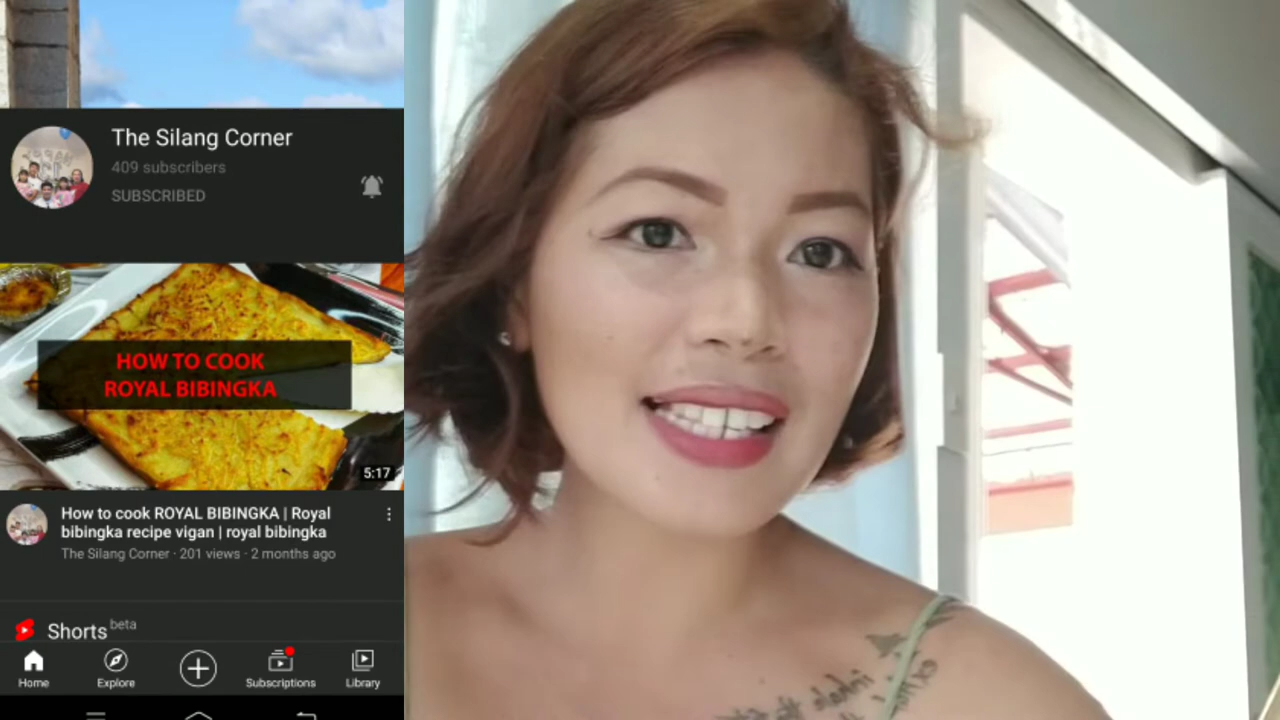 The Silang Corner
409 subscribers
SUBSCRIBED
HOW TO COOK
ROYAL BIBINGKA
5:17
How to cook ROYAL BIBINGKA | Royal
bibingka recipe vigan | royal bibingka
The Silang Corner · 201 views · 2 months ago
Shorts beta
Home
Explore
Subscriptions
Library